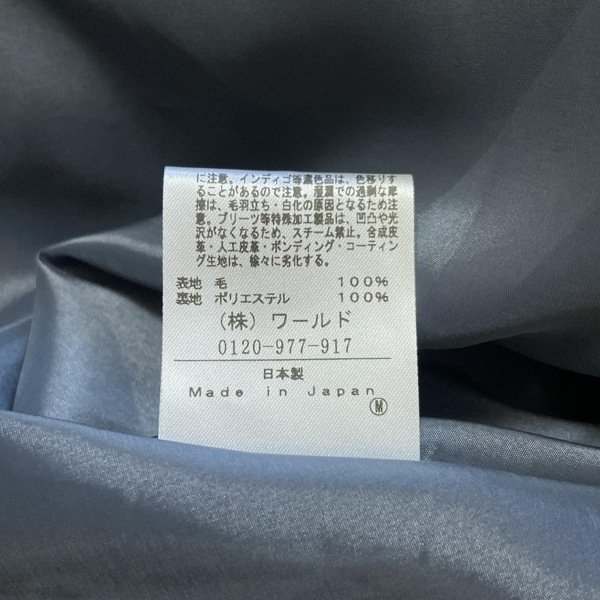 に注意。インディゴ等濃色品は、色移りす
ることがあるので注意。湿潤での過剰な摩
擦は、毛羽立ち・白化の原因となるため注
意。プリーツ等特殊加工製品は、凹凸や光
沢がなくなるため、スチーム禁止。合成皮
革・人工皮革・ボンディング・コーティン
グ生地は、徐々に劣化する。
表地 毛 100%
裏地 ポリエステル 100%
(株) ワールド
0120-977-917
日本製
Made in Japan
Ⓜ